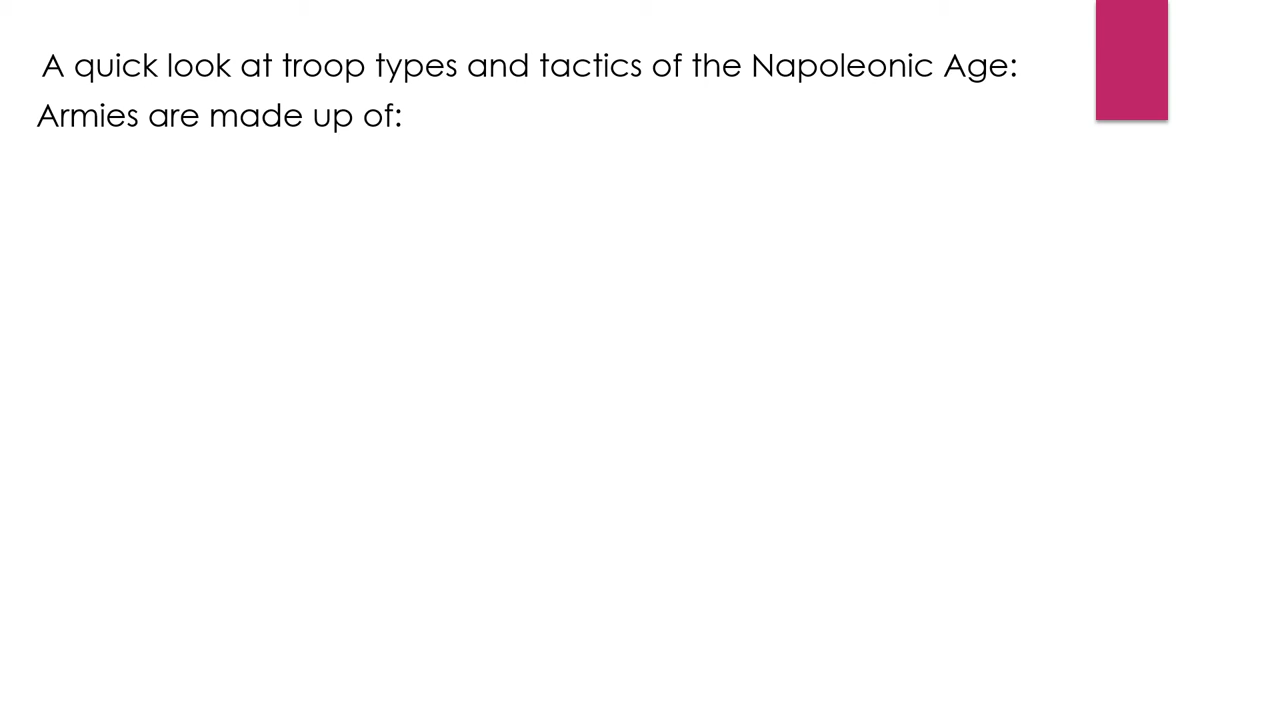 A quick look at troop types and tactics of the Napoleonic Age:
Armies are made up of: